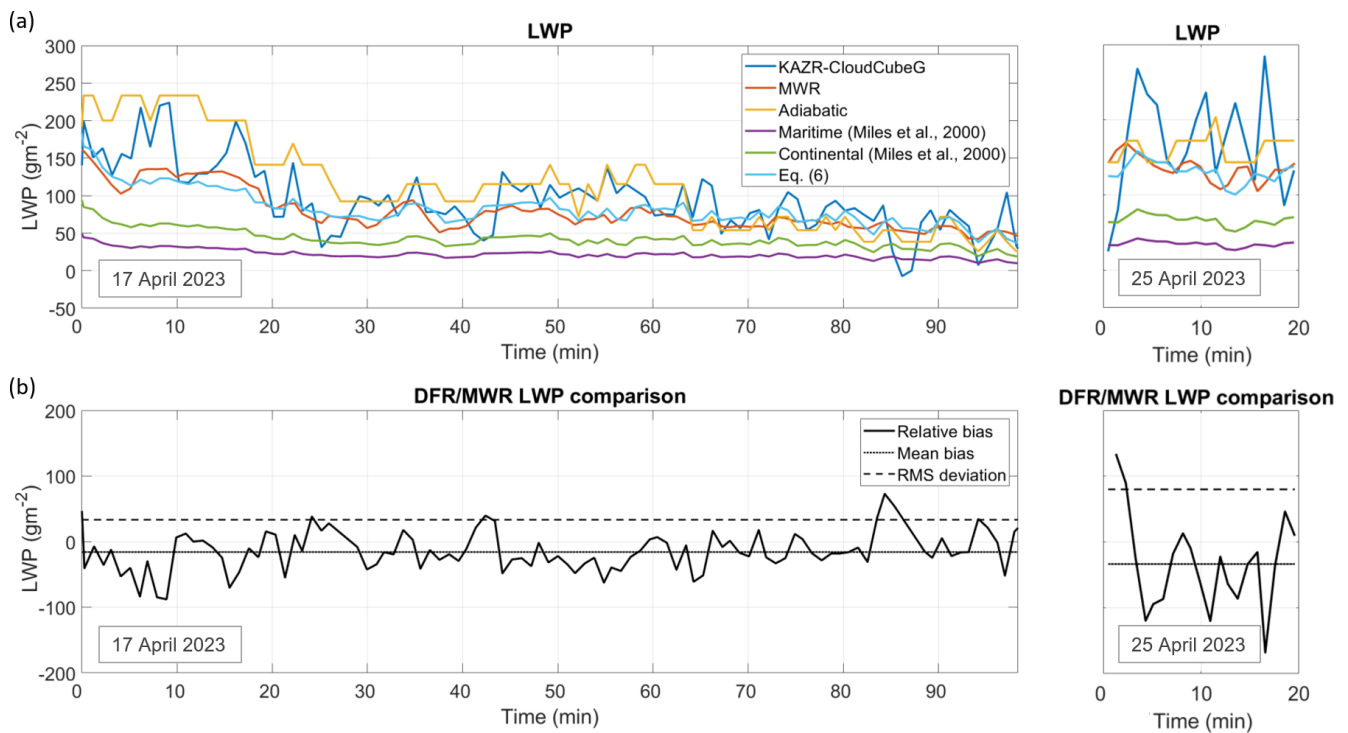 (a)
LWP
LWP
300
250
200
150
100
50
0
-50
LWP (gm-2)
KAZR-CloudCubeG
MWR
Adiabatic
Maritime (Miles et al., 2000)
Continental (Miles et al., 2000)
Eq. (6)
17 April 2023
25 April 2023
0 10 20 30 40 50 60 70 80 90
0 10 20
Time (min)
Time (min)
(b)
DFR/MWR LWP comparison
DFR/MWR LWP comparison
200
100
0
-100
-200
LWP (gm-2)
Relative bias
Mean bias
RMS deviation
17 April 2023
25 April 2023
0 10 20 30 40 50 60 70 80 90
0 10 20
Time (min)
Time (min)